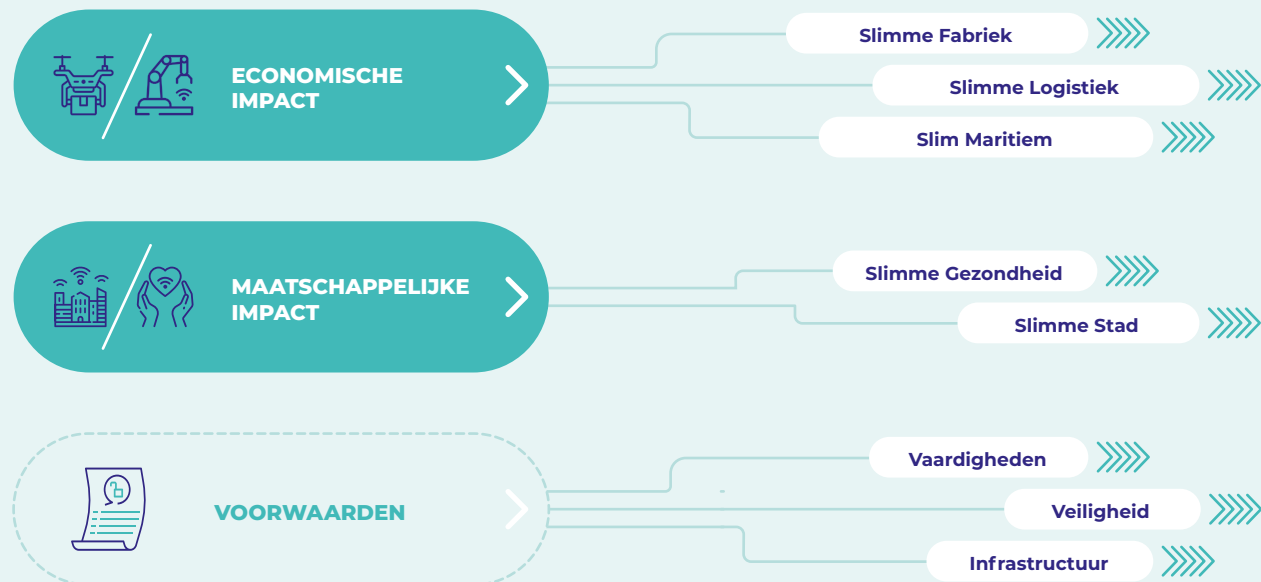 ECONOMISCHE
IMPACT
Slimme Fabriek
Slimme Logistiek
Slim Maritiem
MAATSCHAPPELIJKE
IMPACT
Slimme Gezondheid
Slimme Stad
VOORWAARDEN
Vaardigheden
Veiligheid
Infrastructuur